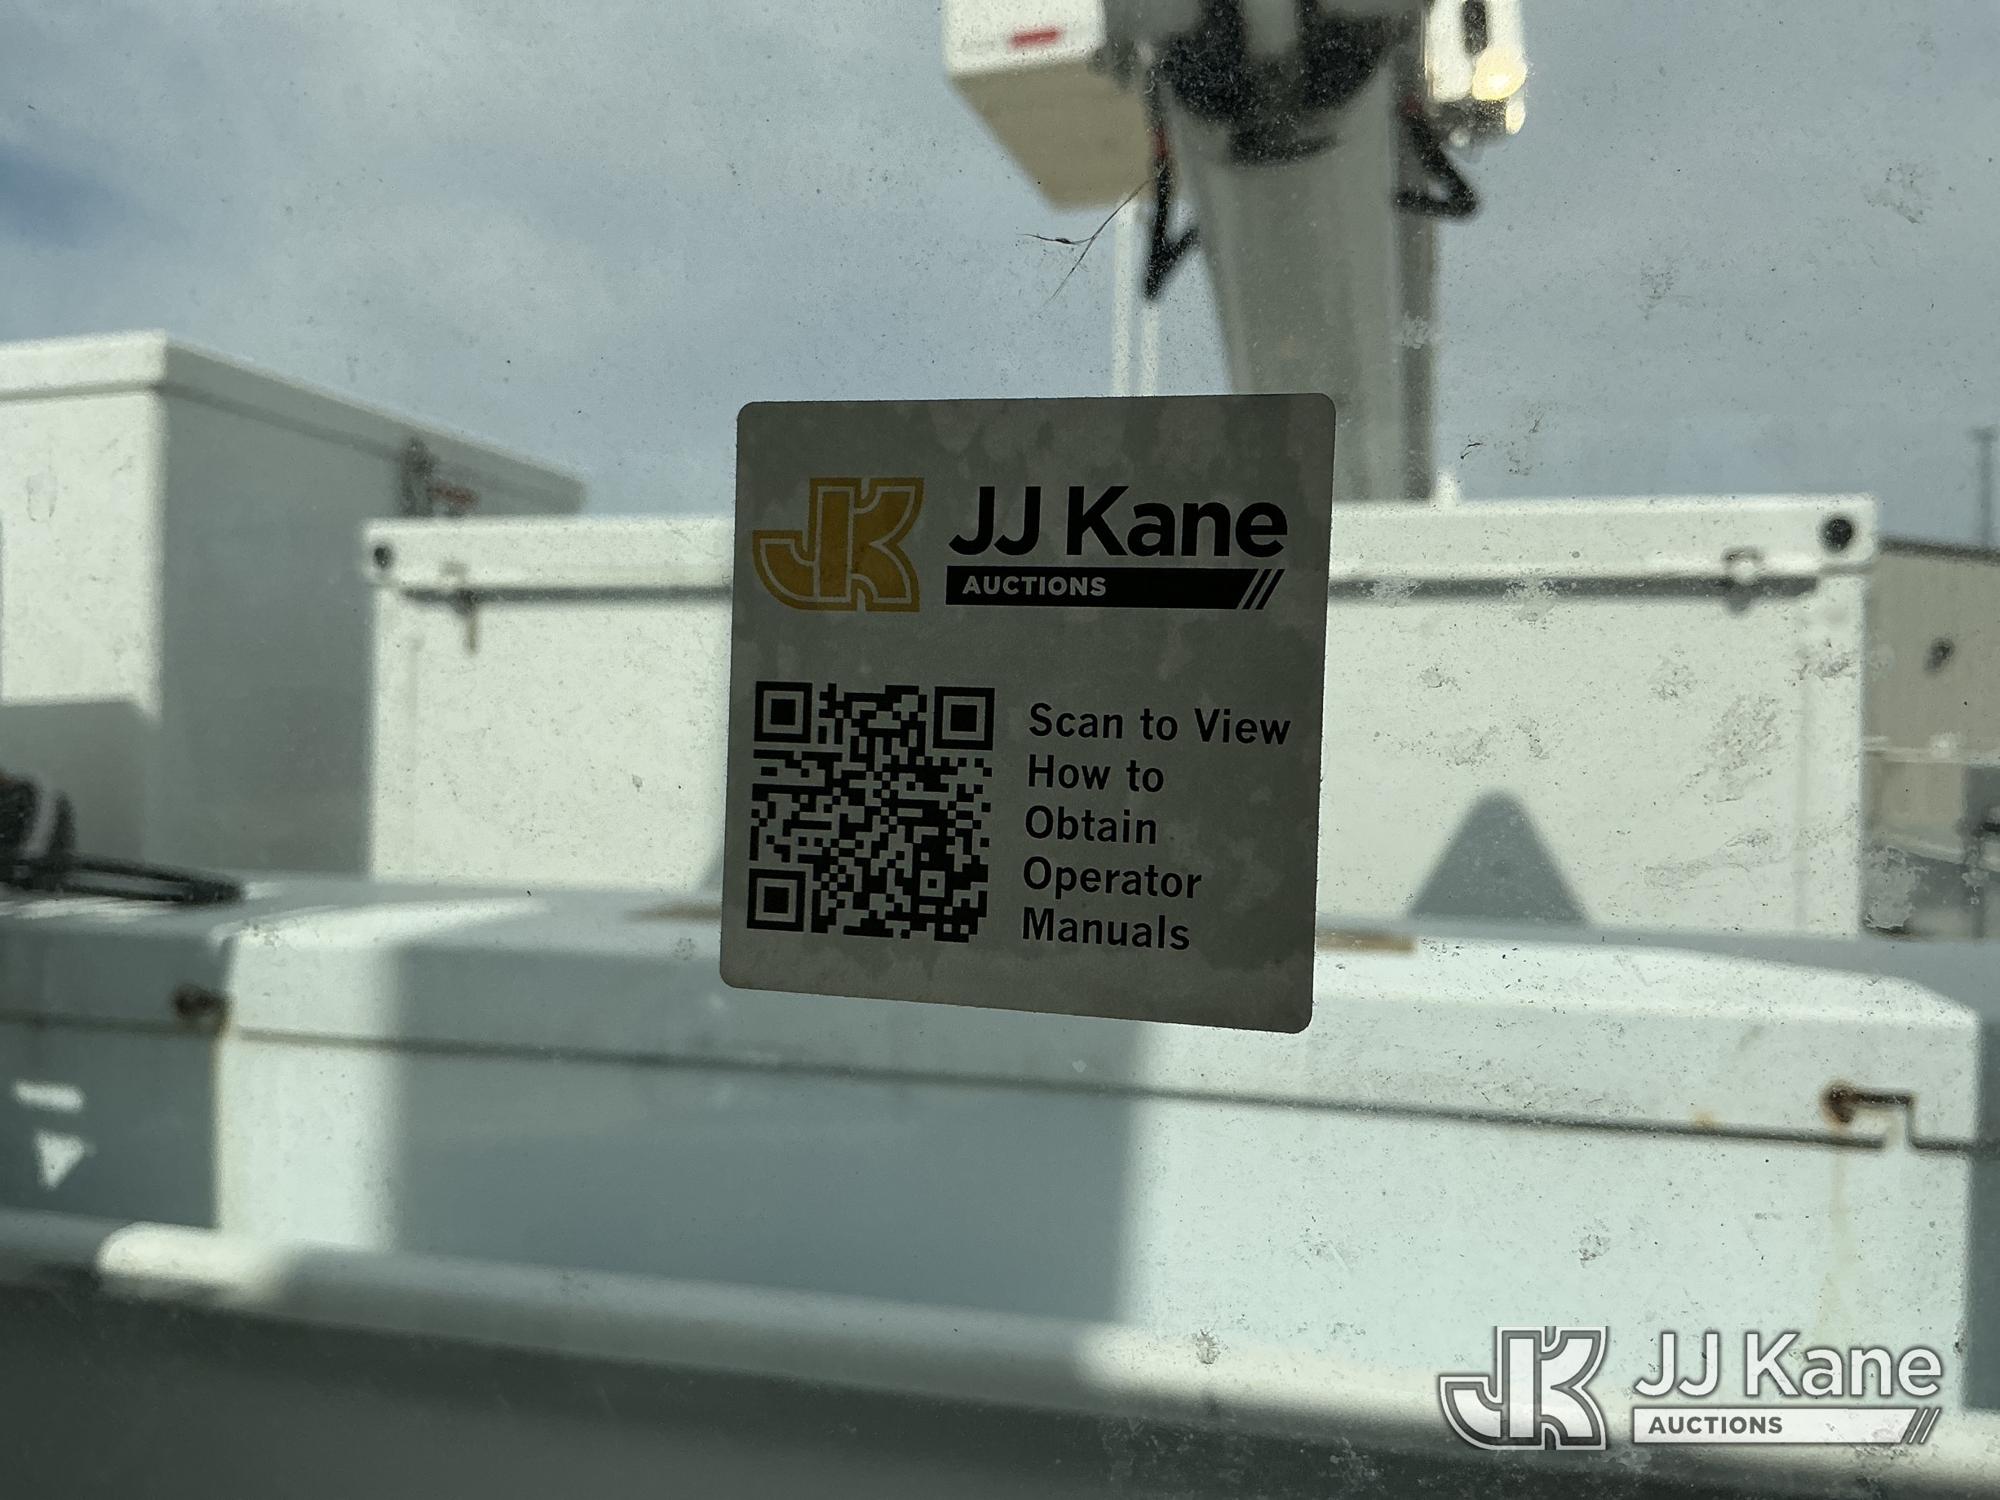 JK JJ Kane
AUCTIONS
Scan to View
How to
Obtain
Operator
Manuals
JK JJ Kane
AUCTIONS